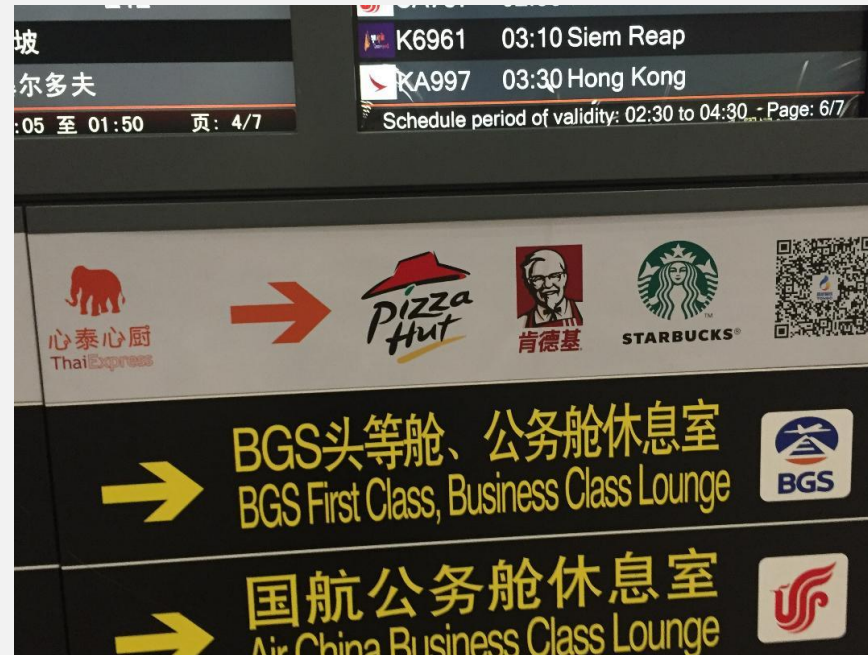 坡
尔多夫
:05 至 01:50 页: 4/7
K6961 03:10 Siem Reap
KA997 03:30 Hong Kong
Schedule period of validity: 02:30 to 04:30 - Page: 6/7
心泰心厨
ThaiExpress
Pizza
Hut
肯德基
STARBUCKS®
TM
BGS头等舱、公务舱休息室
BGS First Class, Business Class Lounge
BGS
国航公务舱休息室
Air China Business Class Lounge